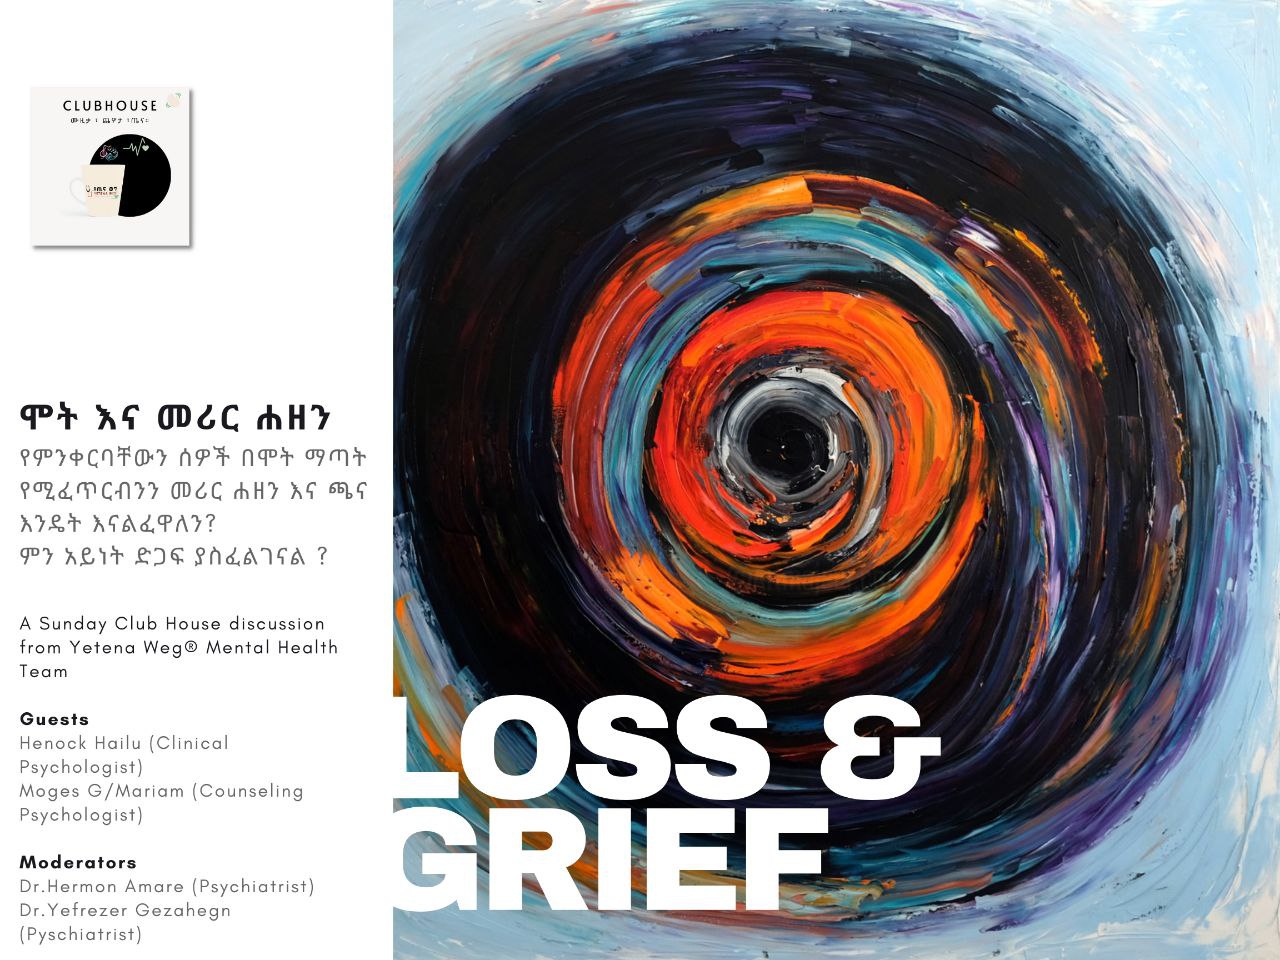 CLUBHOUSE
ሞት እና መሪር ሐዘን
የምንቀርባቸውን ሰዎች በሞት ማጣት
የሚፈጥርብንን መሪር ሐዘን እና ጫና
እንዴት እናልፈዋለን?
ምን አይነት ድጋፍ ያስፈልገናል ?
A Sunday Club House discussion
from Yetena Weg® Mental Health
Team
Guests
Henock Hailu (Clinical
Psychologist)
Moges G/Mariam (Counseling
Psychologist)
Moderators
Dr.Hermon Amare (Psychiatrist)
Dr.Yefrezer Gezahegn
(Pyschiatrist)
LOSS &
GRIEF